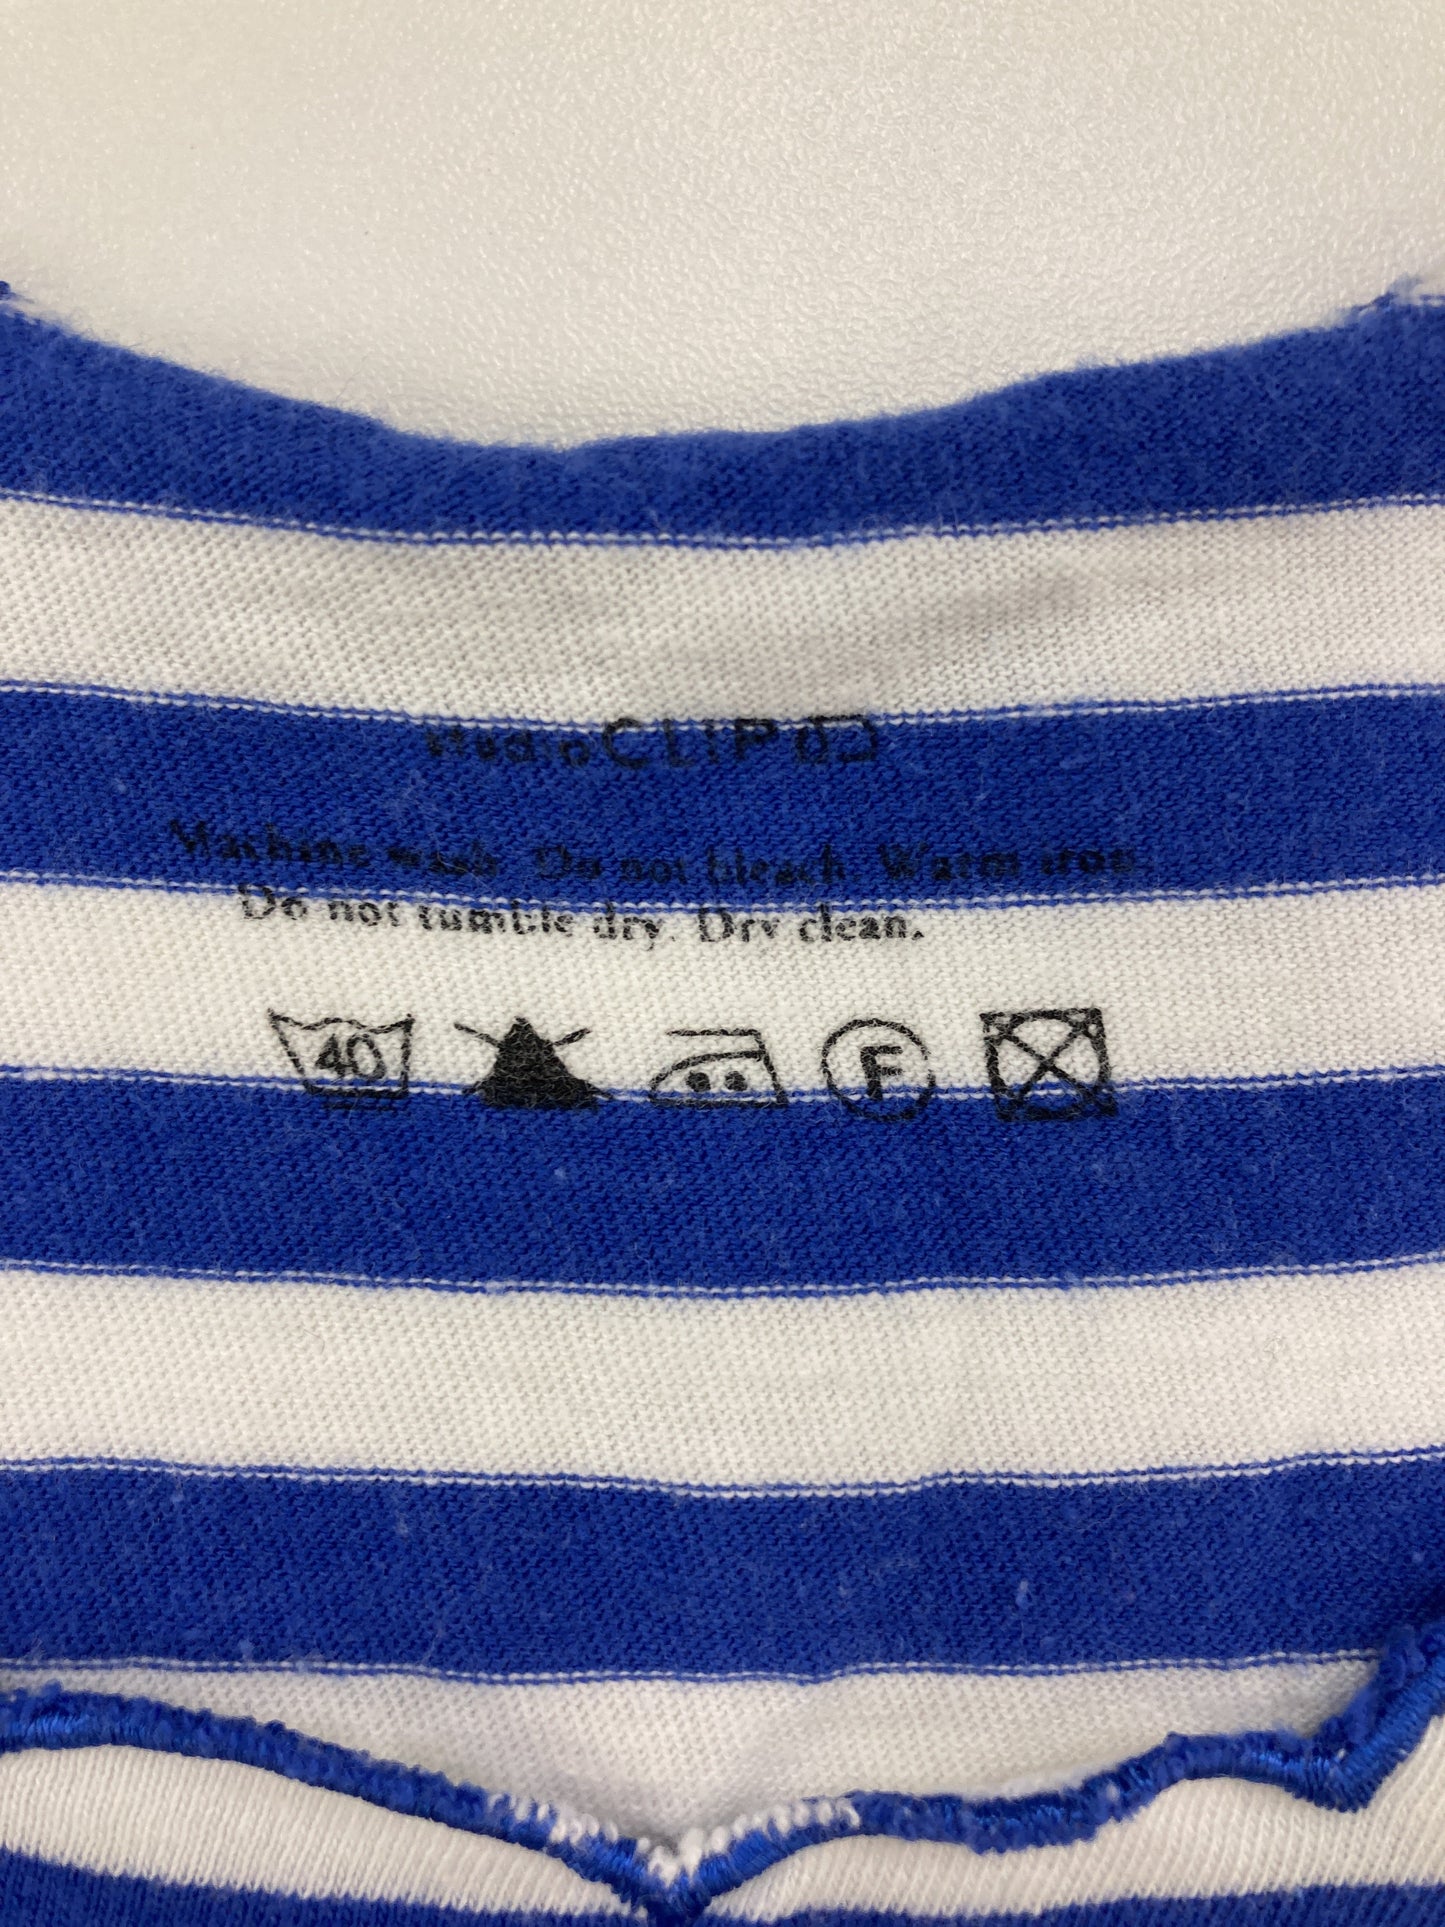 studio CLIP
Machine wash. Do not bleach. Warm iron.
Do not tumble dry. Dry clean.
40 F